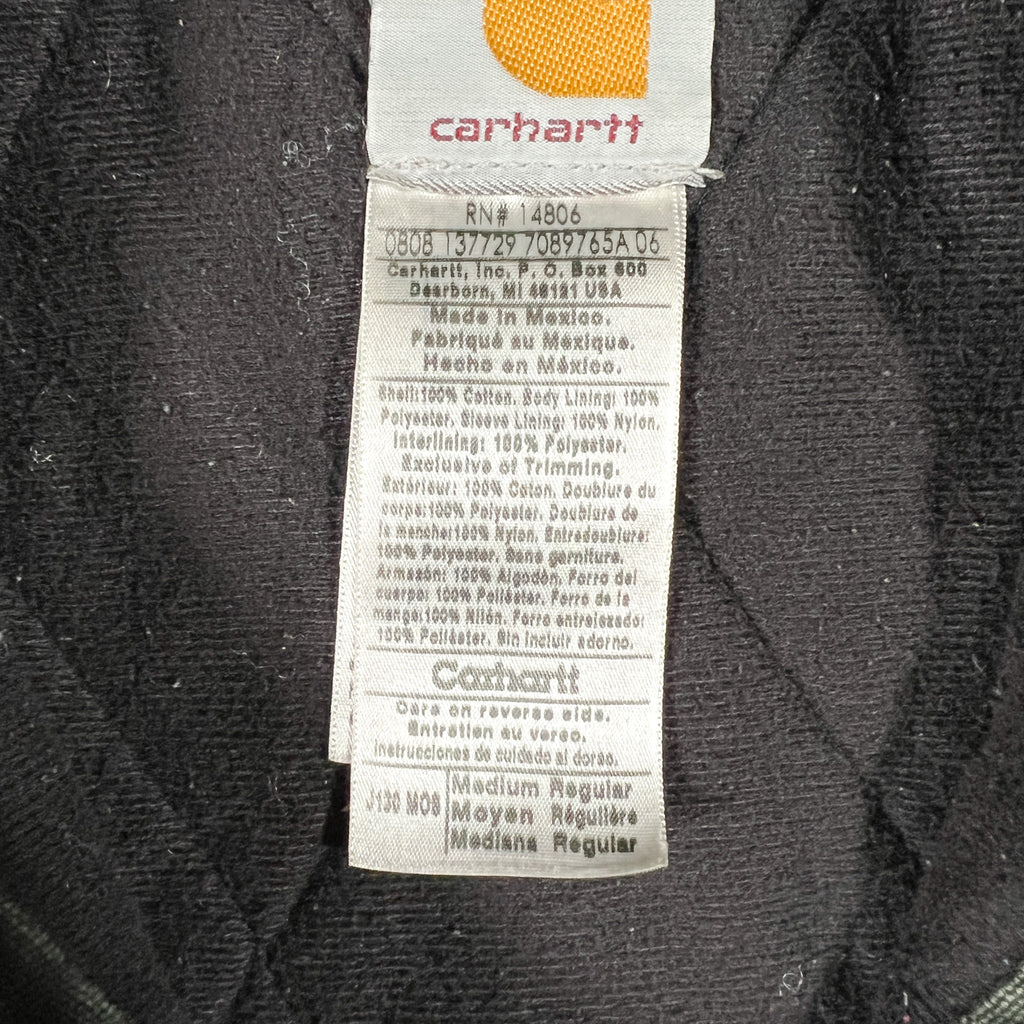 carhartt
RN# 14806
0808 137729 7089765A 06
Carhartt, Inc. P. O. Box 600
Dearborn, MI 48121 USA
Made in Mexico.
Fabriqué au Mexique.
Hecho en México.
Shell:100% Cotton. Body Lining: 100%
Polyester. Sleeve Lining: 100% Nylon.
Interlining: 100% Polyester.
Exclusive of Trimming.
Extérieur: 100% Coton. Doublure du
corps:100% Polyester. Doublure de
la manche:100% Nylon. Entredoublure:
100% Polyester. Sans garniture.
Armazón: 100% Algodón. Forro del
cuerpo: 100% Poliéster. Forro de la
manga:100% Nilón. Forro entrelazado:
100% Poliéster. Sin incluir adorno.
Carhartt
Care on reverse side.
Entretien au verso.
Instrucciones de cuidado al dorso.
J130 MOS
Medium Regular
Moyen Régulière
Mediana Regular